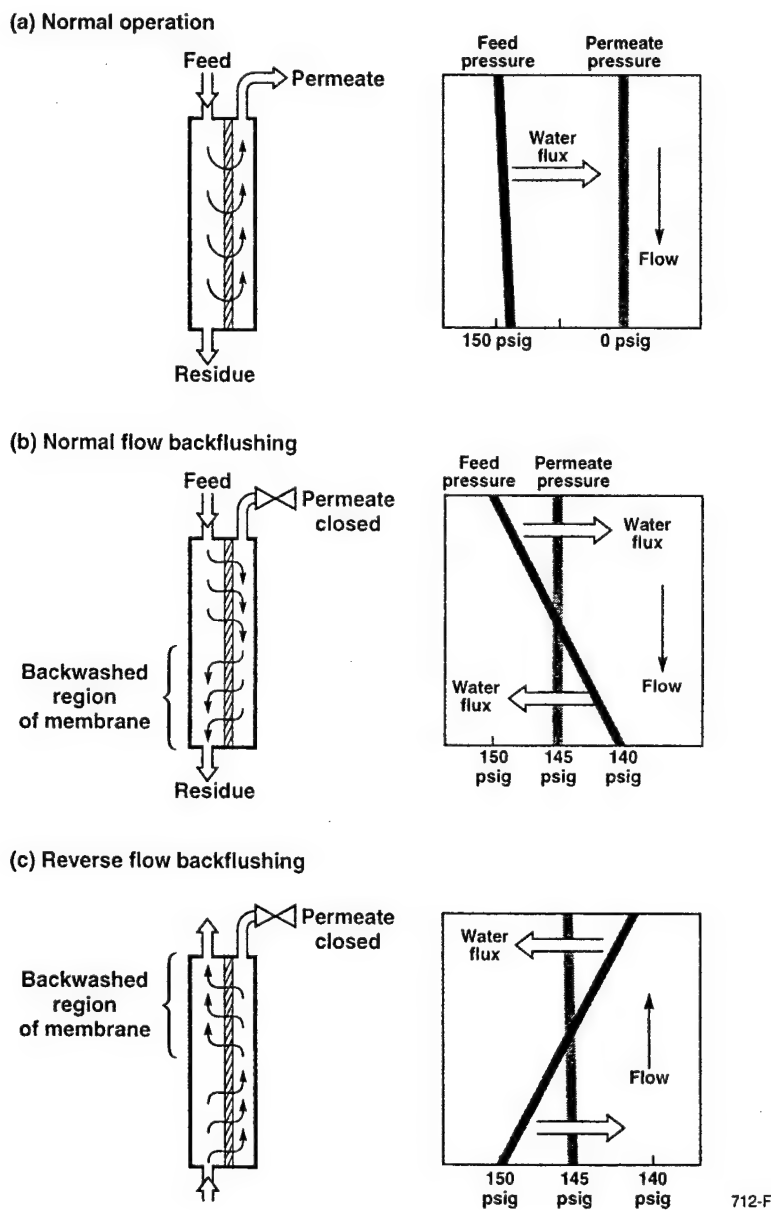 (a) Normal operation
Feed
Permeate
Residue
Feed
pressure
Permeate
pressure
Water
flux
Flow
150 psig
0 psig
(b) Normal flow backflushing
Feed
Permeate
closed
Backwashed
region
of membrane
Residue
Feed
pressure
Permeate
pressure
Water
flux
Water
flux
Flow
150
psig
145
psig
140
psig
(c) Reverse flow backflushing
Permeate
closed
Backwashed
region
of membrane
Water
flux
Flow
150
psig
145
psig
140
psig
712-F